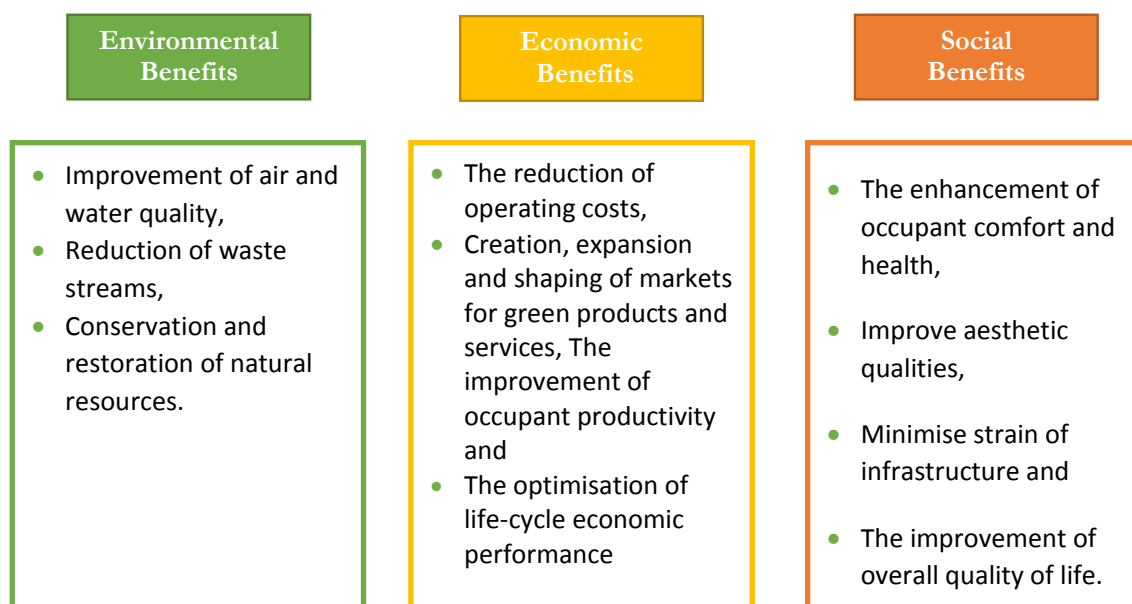 Environmental
Benefits
Improvement of air and
water quality,
Reduction of waste
streams,
Conservation and
restoration of natural
resources.
Economic
Benefits
The reduction of
operating costs,
Creation, expansion
and shaping of markets
for green products and
services, The
improvement of
occupant productivity
and
The optimisation of
life-cycle economic
performance
Social
Benefits
The enhancement of
occupant comfort and
health,
Improve aesthetic
qualities,
Minimise strain of
infrastructure and
The improvement of
overall quality of life.